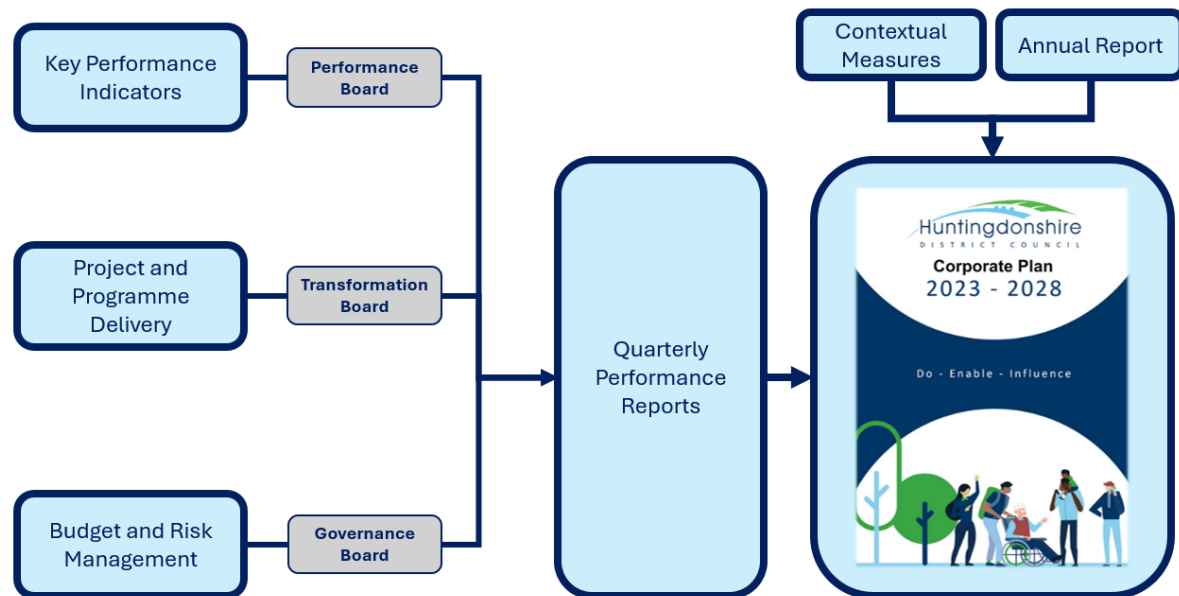 Key Performance
Indicators
Performance
Board
Project and
Programme
Delivery
Transformation
Board
Budget and Risk
Management
Governance
Board
Quarterly
Performance
Reports
Contextual
Measures
Annual Report
Huntingdonshire
DISTRICT COUNCIL
Corporate Plan
2023 - 2028
Do - Enable - Influence